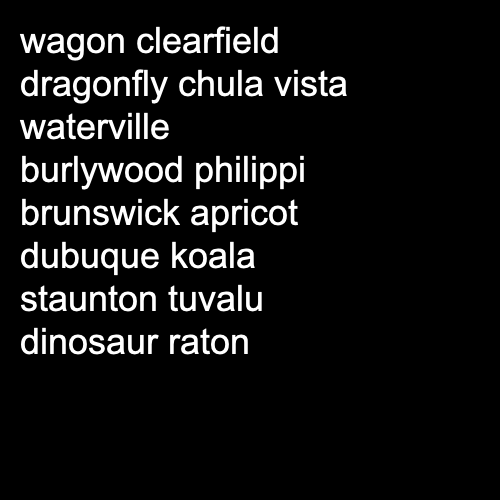 wagon clearfield
dragonfly chula vista
waterville
burlywood philippi
brunswick apricot
dubuque koala
staunton tuvalu
dinosaur raton